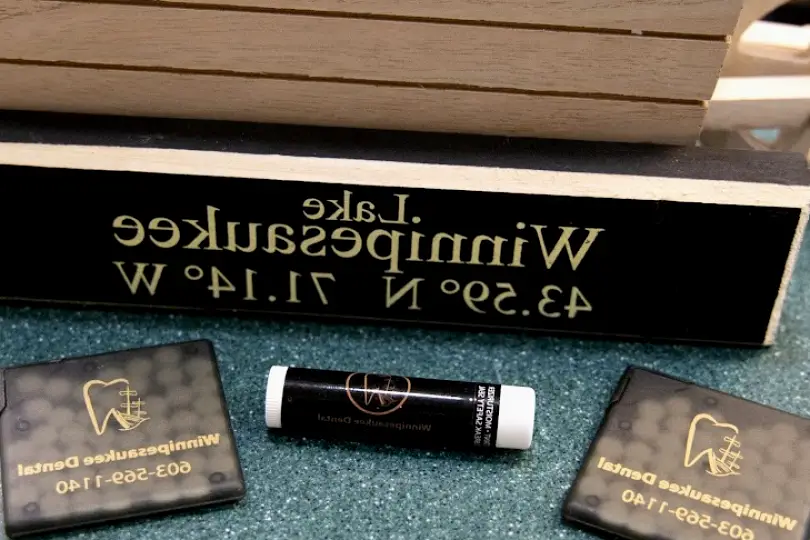 Lake
Winnipesaukee
43.59° N 71.14° W
Winnipesaukee Dental
603-569-1140
Winnipesaukee Dental
Winnipesaukee Dental
603-569-1140